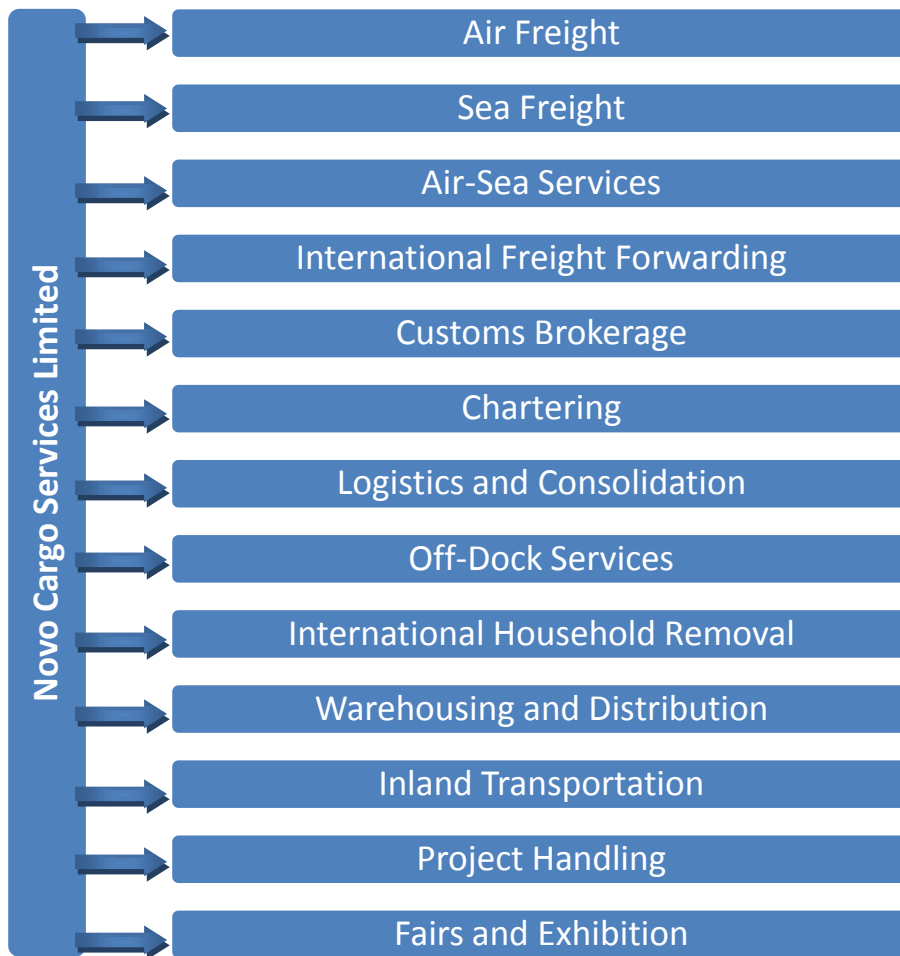 Novo Cargo Services Limited
Air Freight
Sea Freight
Air-Sea Services
International Freight Forwarding
Customs Brokerage
Chartering
Logistics and Consolidation
Off-Dock Services
International Household Removal
Warehousing and Distribution
Inland Transportation
Project Handling
Fairs and Exhibition